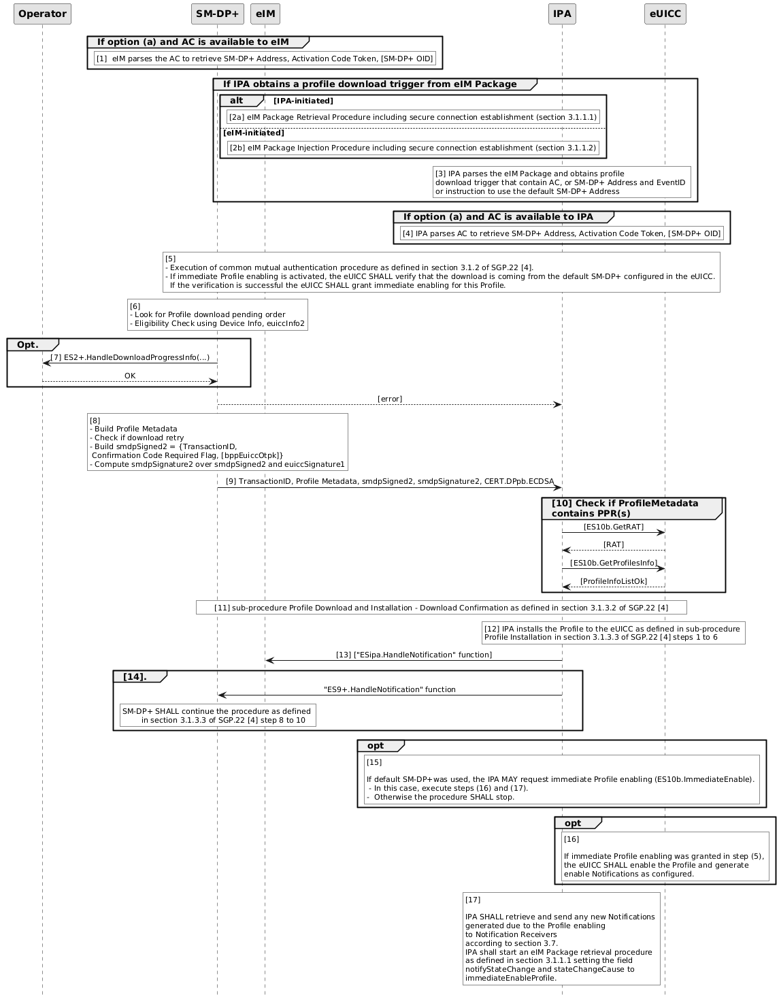 Operator
SM-DP+
eIM
IPA
eUICC
If option (a) and AC is available to eIM
[1]  eIM parses the AC to retrieve SM-DP+ Address, Activation Code Token, [SM-DP+ OID]
If IPA obtains a profile download trigger from eIM Package
alt
[IPA-initiated]
[2a] eIM Package Retrieval Procedure including secure connection establishment (section 3.1.1.1)
[eIM-initiated]
[2b] eIM Package Injection Procedure including secure connection establishment (section 3.1.1.2)
[3] IPA parses the eIM Package and obtains profile
download trigger that contain AC, or SM-DP+ Address and EventID
or instruction to use the default SM-DP+ Address
If option (a) and AC is available to IPA
[4] IPA parses AC to retrieve SM-DP+ Address, Activation Code Token, [SM-DP+ OID]
[5]
- Execution of common mutual authentication procedure as defined in section 3.1.2 of SGP.22 [4].
- If immediate Profile enabling is activated, the eUICC SHALL verify that the download is coming from the default SM-DP+ configured in the eUICC.
If the verification is successful the eUICC SHALL grant immediate enabling for this Profile.
[6]
- Look for Profile download pending order
- Eligibility Check using Device Info, euiccInfo2
Opt.
[7] ES2+.HandleDownloadProgressInfo(...)
OK
[error]
[8]
- Build Profile Metadata
- Check if download retry
- Build smdpSigned2 = {TransactionID,
Confirmation Code Required Flag, [bppEuiccOtpk]}
- Compute smdpSignature2 over smdpSigned2 and euiccSignature1
[9] TransactionID, Profile Metadata, smdpSigned2, smdpSignature2, CERT.DPpb.ECDSA
[10] Check if ProfileMetadata
contains PPR(s)
[ES10b.GetRAT]
[RAT]
[ES10b.GetProfilesInfo]
[ProfileInfoListOk]
[11] sub-procedure Profile Download and Installation - Download Confirmation as defined in section 3.1.3.2 of SGP.22 [4]
[12] IPA installs the Profile to the eUICC as defined in sub-procedure
Profile Installation in section 3.1.3.3 of SGP.22 [4] steps 1 to 6
[13] ["ESipa.HandleNotification" function]
[14].
"ES9+.HandleNotification" function
SM-DP+ SHALL continue the procedure as defined
in section 3.1.3.3 of SGP.22 [4] step 8 to 10
opt
[15]
If default SM-DP+was used, the IPA MAY request immediate Profile enabling (ES10b.ImmediateEnable).
- In this case, execute steps (16) and (17).
-  Otherwise the procedure SHALL stop.
opt
[16]
If immediate Profile enabling was granted in step (5),
the eUICC SHALL enable the Profile and generate
enable Notifications as configured.
[17]
IPA SHALL retrieve and send any new Notifications
generated due to the Profile enabling
to Notification Receivers
according to section 3.7.
IPA shall start an eIM Package retrieval procedure
as defined in section 3.1.1.1 setting the field
notifyStateChange and stateChangeCause to
immediateEnableProfile.